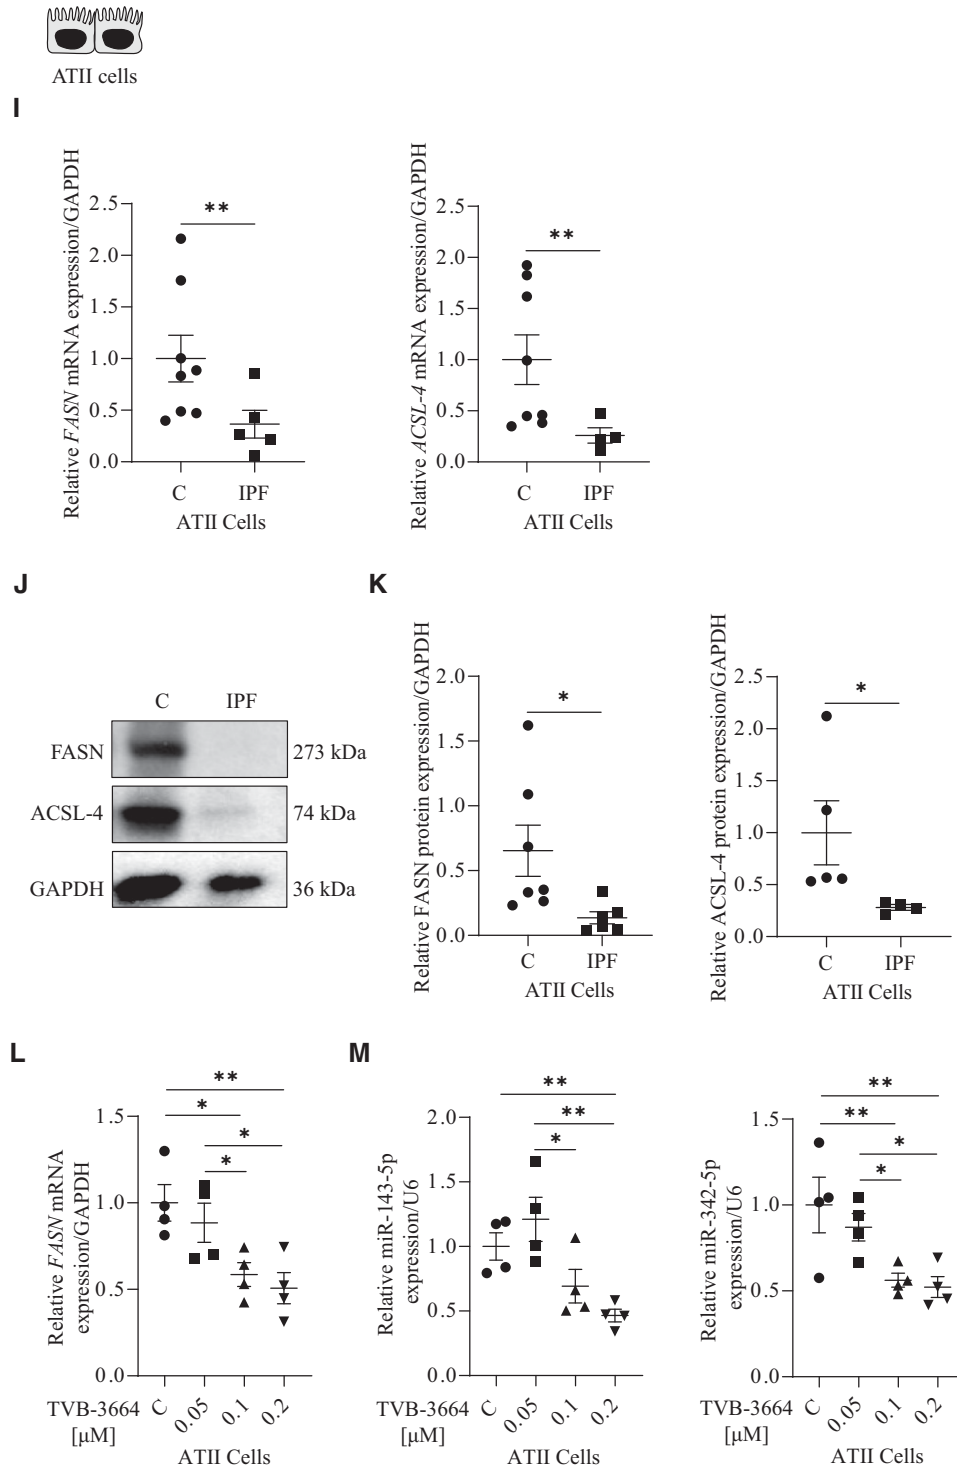 ATII cells
I
Relative FASN mRNA expression/GAPDH
2.5
2.0
1.5
1.0
0.5
0.0
**
C IPF
ATII Cells
Relative ACSL-4 mRNA expression/GAPDH
2.5
2.0
1.5
1.0
0.5
0.0
**
C IPF
ATII Cells
J
C IPF
FASN 273 kDa
ACSL-4 74 kDa
GAPDH 36 kDa
K
Relative FASN protein expression/GAPDH
2.0
1.5
1.0
0.5
0.0
*
C IPF
ATII Cells
Relative ACSL-4 protein expression/GAPDH
2.5
2.0
1.5
1.0
0.5
0.0
*
C IPF
ATII Cells
L
Relative FASN mRNA
expression/GAPDH
1.5
1.0
0.5
0.0
**
*
*
*
TVB-3664 C 0.05 0.1 0.2
[μM]
ATII Cells
M
Relative miR-143-5p
expression/U6
2.0
1.5
1.0
0.5
0.0
**
**
*
TVB-3664 C 0.05 0.1 0.2
[μM]
ATII Cells
Relative miR-342-5p
expression/U6
1.5
1.0
0.5
0.0
**
**
*
*
TVB-3664 C 0.05 0.1 0.2
[μM]
ATII Cells